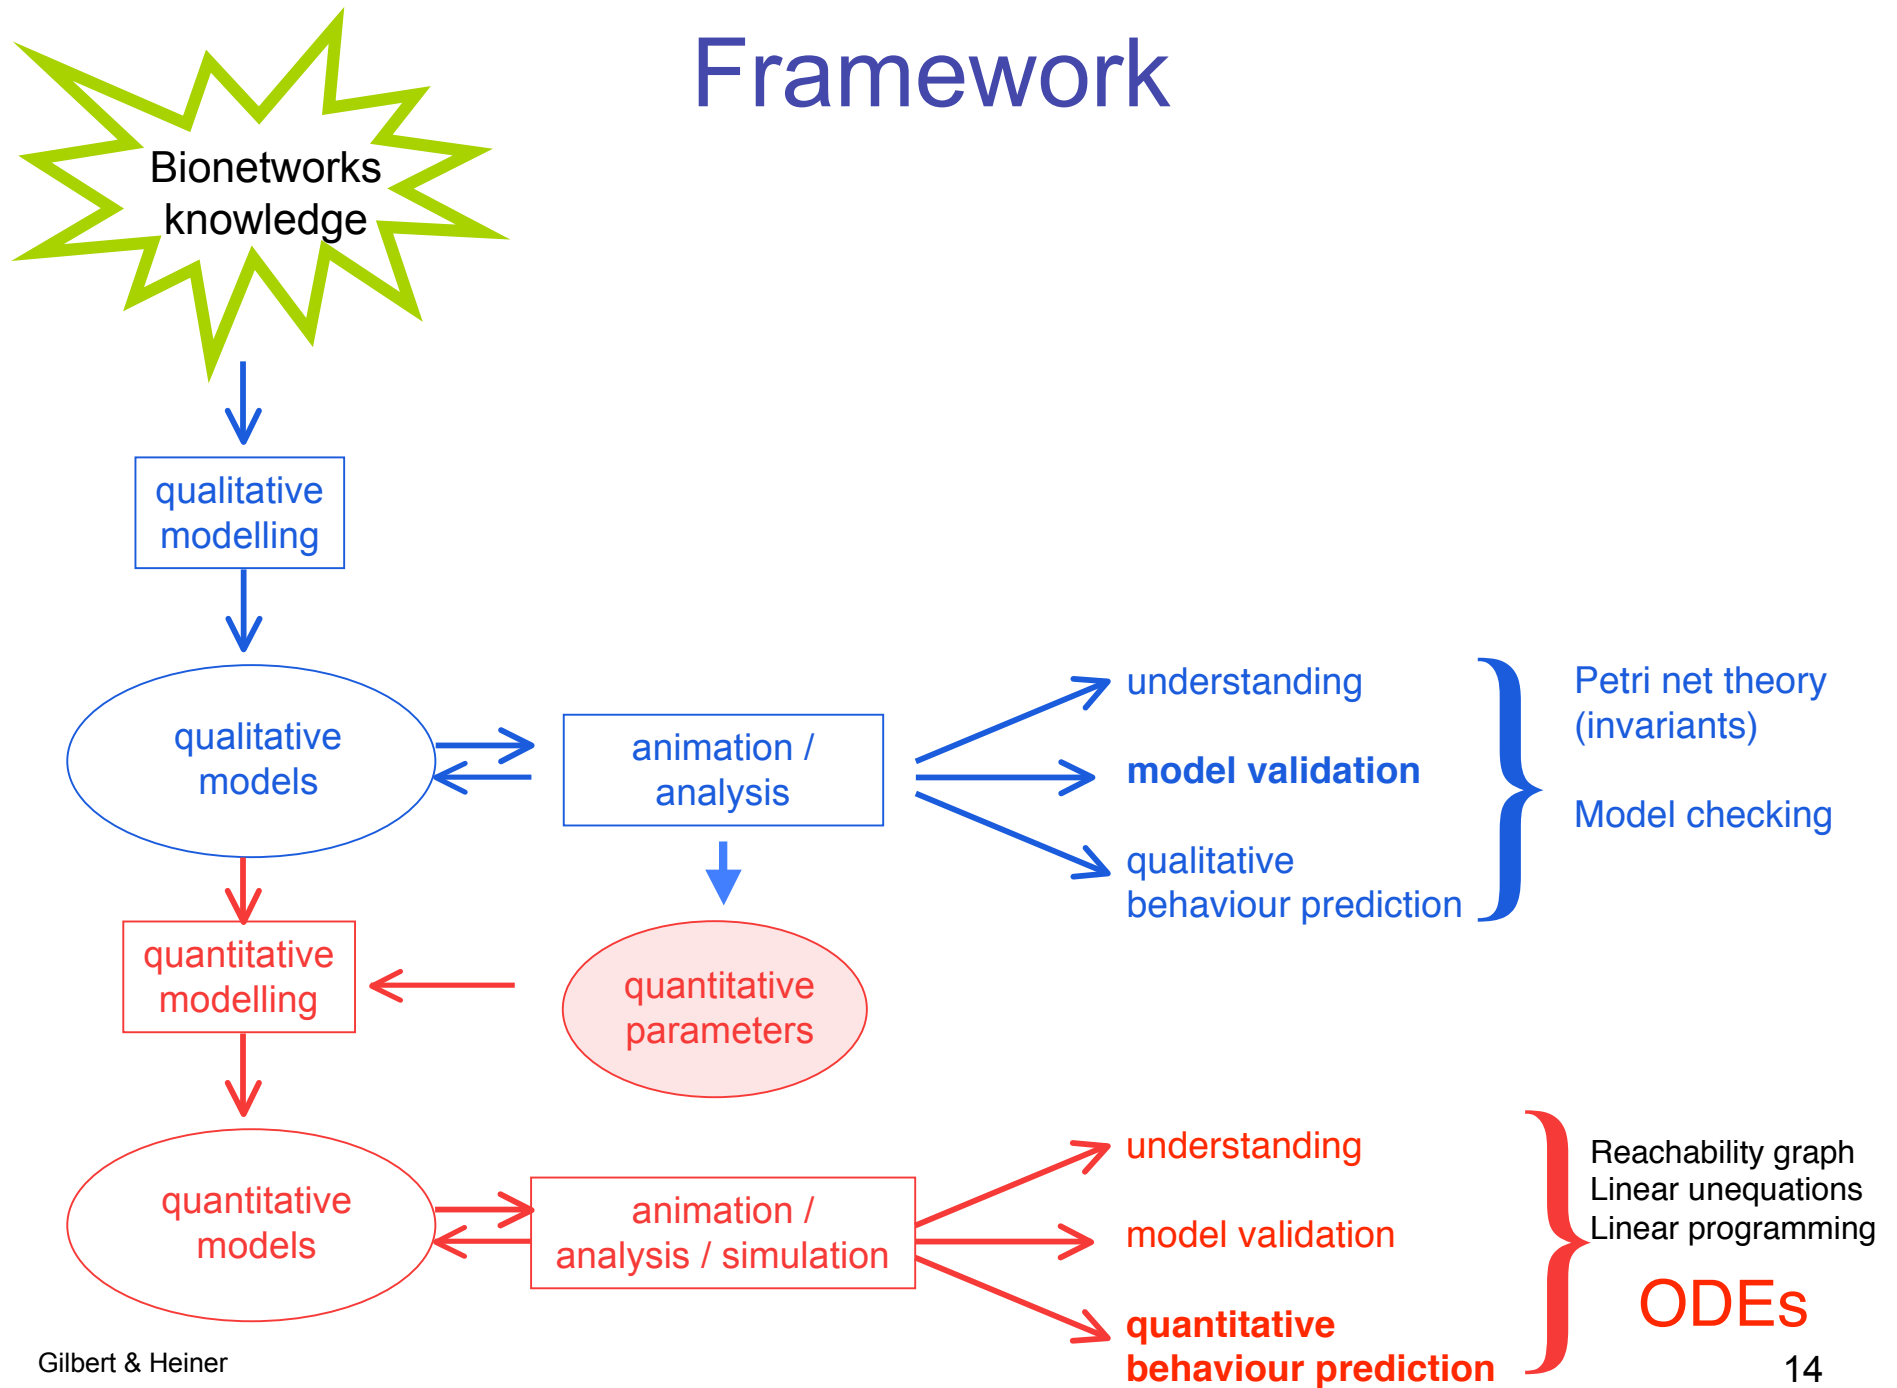 Framework
Bionetworks
knowledge
qualitative
modelling
qualitative
models
animation /
analysis
understanding
model validation
qualitative
behaviour prediction
Petri net theory
(invariants)
Model checking
quantitative
modelling
quantitative
parameters
quantitative
models
animation /
analysis / simulation
understanding
model validation
quantitative
behaviour prediction
Reachability graph
Linear unequations
Linear programming
ODEs
Gilbert & Heiner
14